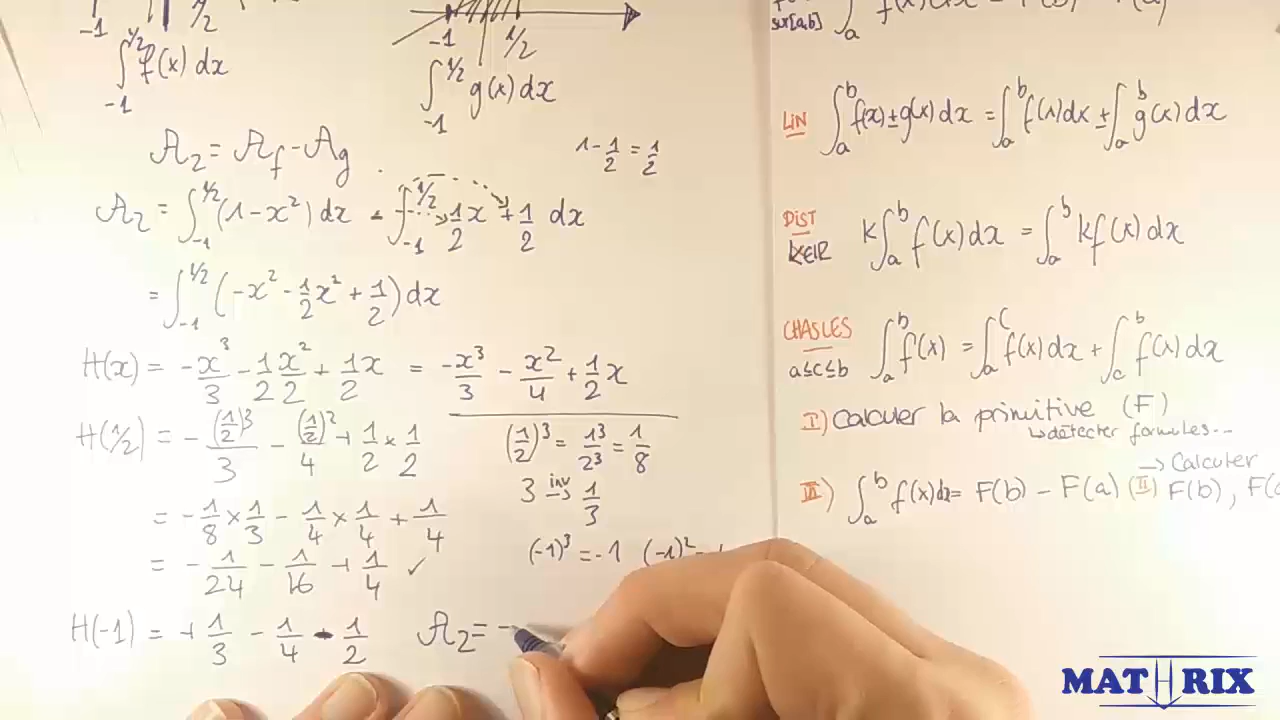 -1 1/2
-1 1/2
∫_{-1}^{1/2} f(x) dx
∫_{-1}^{1/2} g(x) dx
A₂ = A_f - A_g
1 - 1/2 = 1/2
A₂ = ∫_{-1}^{1/2} (1 - x²) dx - ∫_{-1}^{1/2} 1/2 x + 1/2 dx
= ∫_{-1}^{1/2} (-x² - 1/2 x² + 1/2) dx
H(x) = -x³/3 - 1/2 x²/2 + 1/2 x = -x³/3 - x²/4 + 1/2 x
H(1/2) = - (1/2)³/3 - (1/2)²/4 + 1/2 × 1/2
(1/2)³ = 1³/2³ = 1/8
3 inv → 1/3
= - 1/8 × 1/3 - 1/4 × 1/4 + 1/4
= - 1/24 - 1/16 + 1/4 ✓
(-1)³ = -1 (-1)²
H(-1) = + 1/3 - 1/4 - 1/2
A₂ = -
sur[a,b] ∫_a
LIN ∫_a^b f(x) ± g(x) dx = ∫_a^b f(x) dx ± ∫_a^b g(x) dx
DIST
k∈ℝ k ∫_a^b f(x) dx = ∫_a^b k f(x) dx
CHASLES
a≤c≤b ∫_a^b f(x) = ∫_a^c f(x) dx + ∫_c^b f(x) dx
I) Calculer la primitive (F)
↳ détecter formules...
→ Calculer
III) ∫_a^b f(x) dx = F(b) - F(a) (II) F(b),
MATHRIX